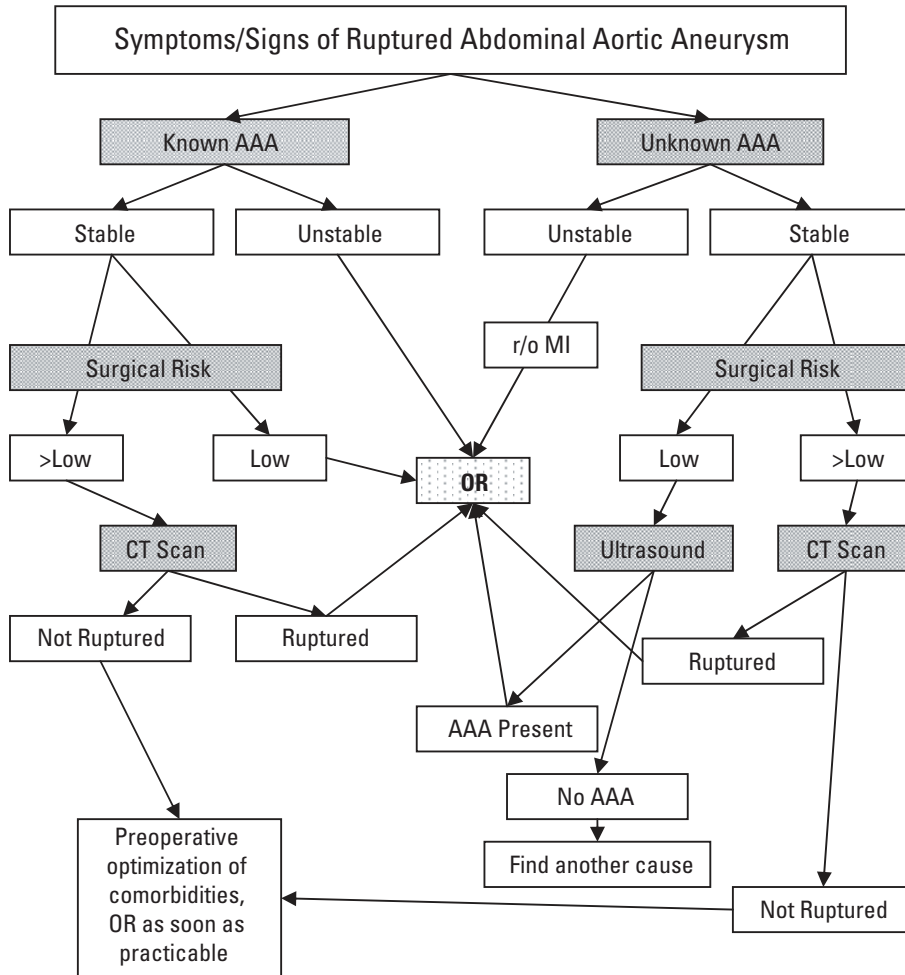 Symptoms/Signs of Ruptured Abdominal Aortic Aneurysm
Known AAA
Unknown AAA
Stable
Unstable
Unstable
Stable
r/o MI
Surgical Risk
Surgical Risk
>Low
Low
OR
Low
>Low
CT Scan
Ultrasound
CT Scan
Not Ruptured
Ruptured
Ruptured
AAA Present
No AAA
Find another cause
Preoperative
optimization of
comorbidities,
OR as soon as
practicable
Not Ruptured